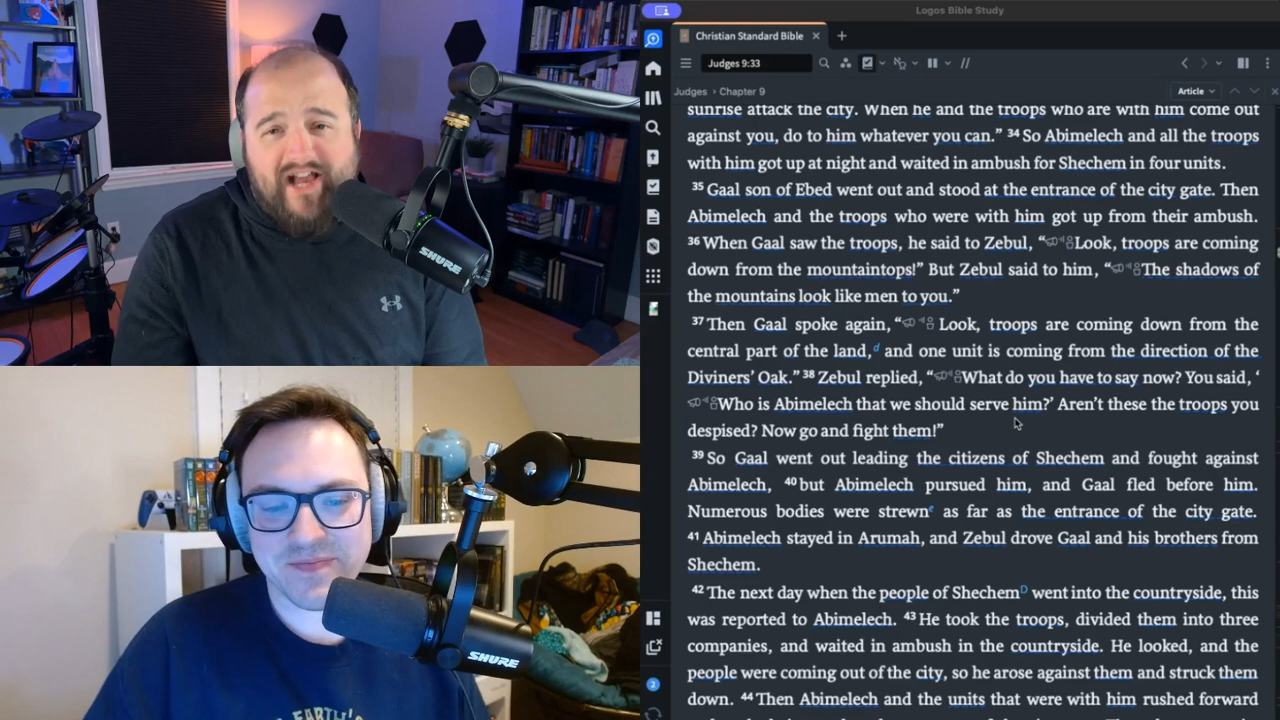 Logos Bible Study
Christian Standard Bible
Judges 9:33
Judges > Chapter 9
Article
sunrise attack the city. When he and the troops who are with him come out
against you, do to him whatever you can.” 34 So Abimelech and all the troops
with him got up at night and waited in ambush for Shechem in four units.
35 Gaal son of Ebed went out and stood at the entrance of the city gate. Then
Abimelech and the troops who were with him got up from their ambush.
36 When Gaal saw the troops, he said to Zebul, “Look, troops are coming
down from the mountaintops!” But Zebul said to him, “The shadows of
the mountains look like men to you.”
37 Then Gaal spoke again, “Look, troops are coming down from the
central part of the land,d and one unit is coming from the direction of the
Diviners’ Oak.” 38 Zebul replied, “What do you have to say now? You said, ‘
Who is Abimelech that we should serve him?’ Aren’t these the troops you
despised? Now go and fight them!”
39 So Gaal went out leading the citizens of Shechem and fought against
Abimelech, 40 but Abimelech pursued him, and Gaal fled before him.
Numerous bodies were strewne as far as the entrance of the city gate.
41 Abimelech stayed in Arumah, and Zebul drove Gaal and his brothers from
Shechem.
42 The next day when the people of ShechemD went into the countryside, this
was reported to Abimelech. 43 He took the troops, divided them into three
companies, and waited in ambush in the countryside. He looked, and the
people were coming out of the city, so he arose against them and struck them
down. 44 Then Abimelech and the units that were with him rushed forward
2
SHURE
SHURE
EARTH'S